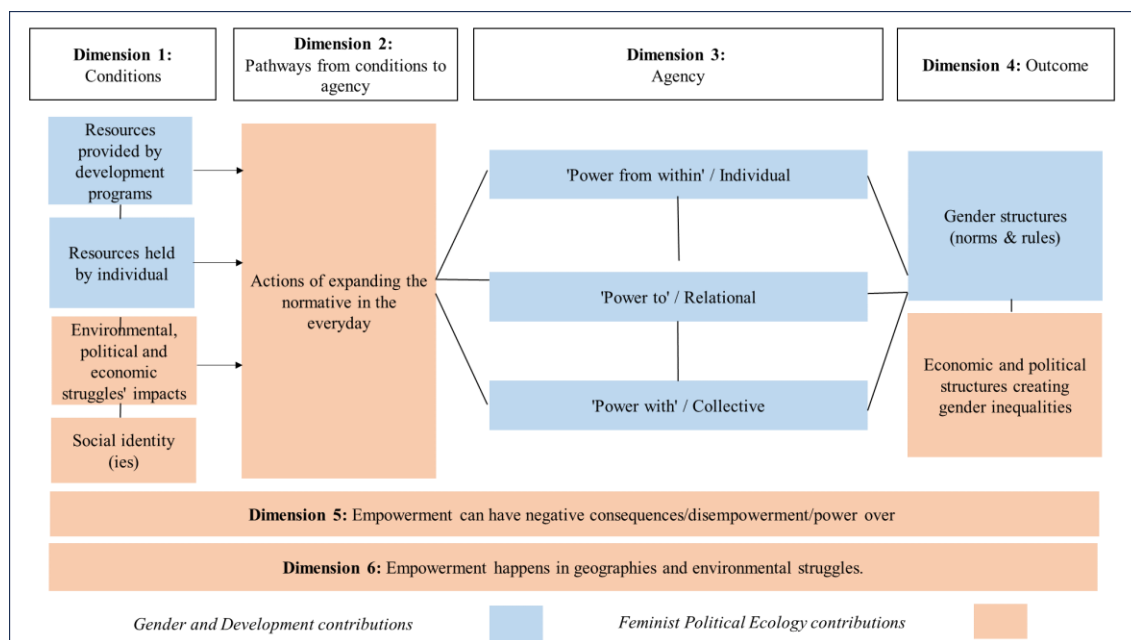 Dimension 1:
Conditions
Dimension 2:
Pathways from conditions to
agency
Dimension 3:
Agency
Dimension 4: Outcome
Resources
provided by
development
programs
Resources held
by individual
Environmental,
political and
economic
struggles' impacts
Social identity
(ies)
Actions of expanding the
normative in the
everyday
'Power from within' / Individual
'Power to' / Relational
'Power with' / Collective
Gender structures
(norms & rules)
Economic and political
structures creating
gender inequalities
Dimension 5: Empowerment can have negative consequences/disempowerment/power over
Dimension 6: Empowerment happens in geographies and environmental struggles.
Gender and Development contributions
Feminist Political Ecology contributions